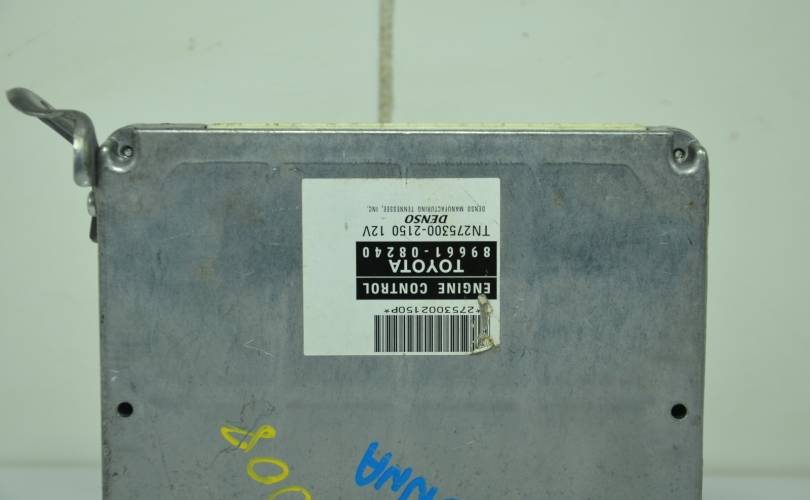 *2753002150P*
ENGINE CONTROL
TOYOTA
89661-08240
TN275300-2150 12V
DENSO
DENSO MANUFACTURING TENNESSEE, INC.